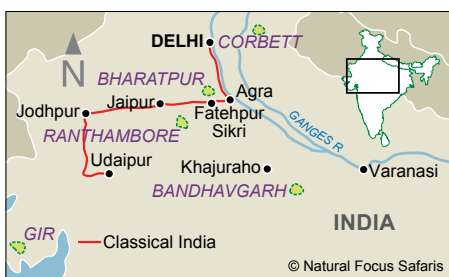 DELHI
CORBETT
N
BHARATPUR
Agra
Jaipur
Jodhpur
Fatehpur
Sikri
GANGES R
RANTHAMBORE
Udaipur
Khajuraho
Varanasi
BANDHAVGARH
INDIA
GIR
Classical India
© Natural Focus Safaris